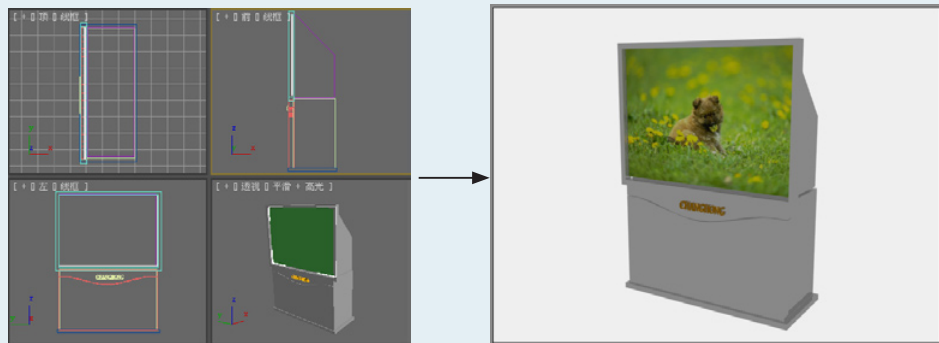 [ + 0 顶 0 线框 ]
[ + 0 前 0 线框 ]
[ + 0 左 0 线框 ]
[ + 0 透视 0 平滑 + 高光 ]
CHANGHONG